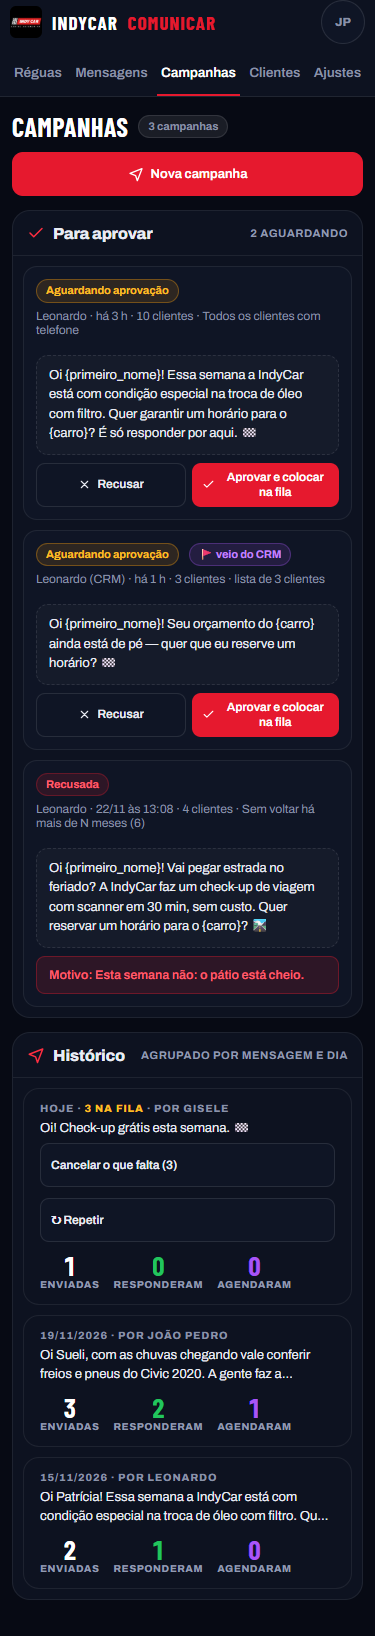 INDYCAR
INDYCAR COMUNICAR
JP
Réguas Mensagens Campanhas Clientes Ajustes
CAMPANHAS
3 campanhas
Nova campanha
Para aprovar
2 AGUARDANDO
Aguardando aprovação
Leonardo · há 3 h · 10 clientes · Todos os clientes com
telefone
Oi {primeiro_nome}! Essa semana a IndyCar
está com condição especial na troca de óleo
com filtro. Quer garantir um horário para o
{carro}? É só responder por aqui. 🏁
Recusar
Aprovar e colocar
na fila
Aguardando aprovação
🚩 veio do CRM
Leonardo (CRM) · há 1 h · 3 clientes · lista de 3 clientes
Oi {primeiro_nome}! Seu orçamento do {carro}
ainda está de pé — quer que eu reserve um
horário? 🏁
Recusar
Aprovar e colocar
na fila
Recusada
Leonardo · 22/11 às 13:08 · 4 clientes · Sem voltar há
mais de N meses (6)
Oi {primeiro_nome}! Vai pegar estrada no
feriado? A IndyCar faz um check-up de viagem
com scanner em 30 min, sem custo. Quer
reservar um horário para o {carro}? 🛣️
Motivo: Esta semana não: o pátio está cheio.
Histórico
AGRUPADO POR MENSAGEM E DIA
HOJE · 3 NA FILA · POR GISELE
Oi! Check-up grátis esta semana. 🏁
Cancelar o que falta (3)
↻ Repetir
1 0 0
ENVIADAS RESPONDERAM AGENDARAM
19/11/2026 · POR JOÃO PEDRO
Oi Sueli, com as chuvas chegando vale conferir
freios e pneus do Civic 2020. A gente faz a...
3 2 1
ENVIADAS RESPONDERAM AGENDARAM
15/11/2026 · POR LEONARDO
Oi Patrícia! Essa semana a IndyCar está com
condição especial na troca de óleo com filtro. Qu...
2 1 0
ENVIADAS RESPONDERAM AGENDARAM